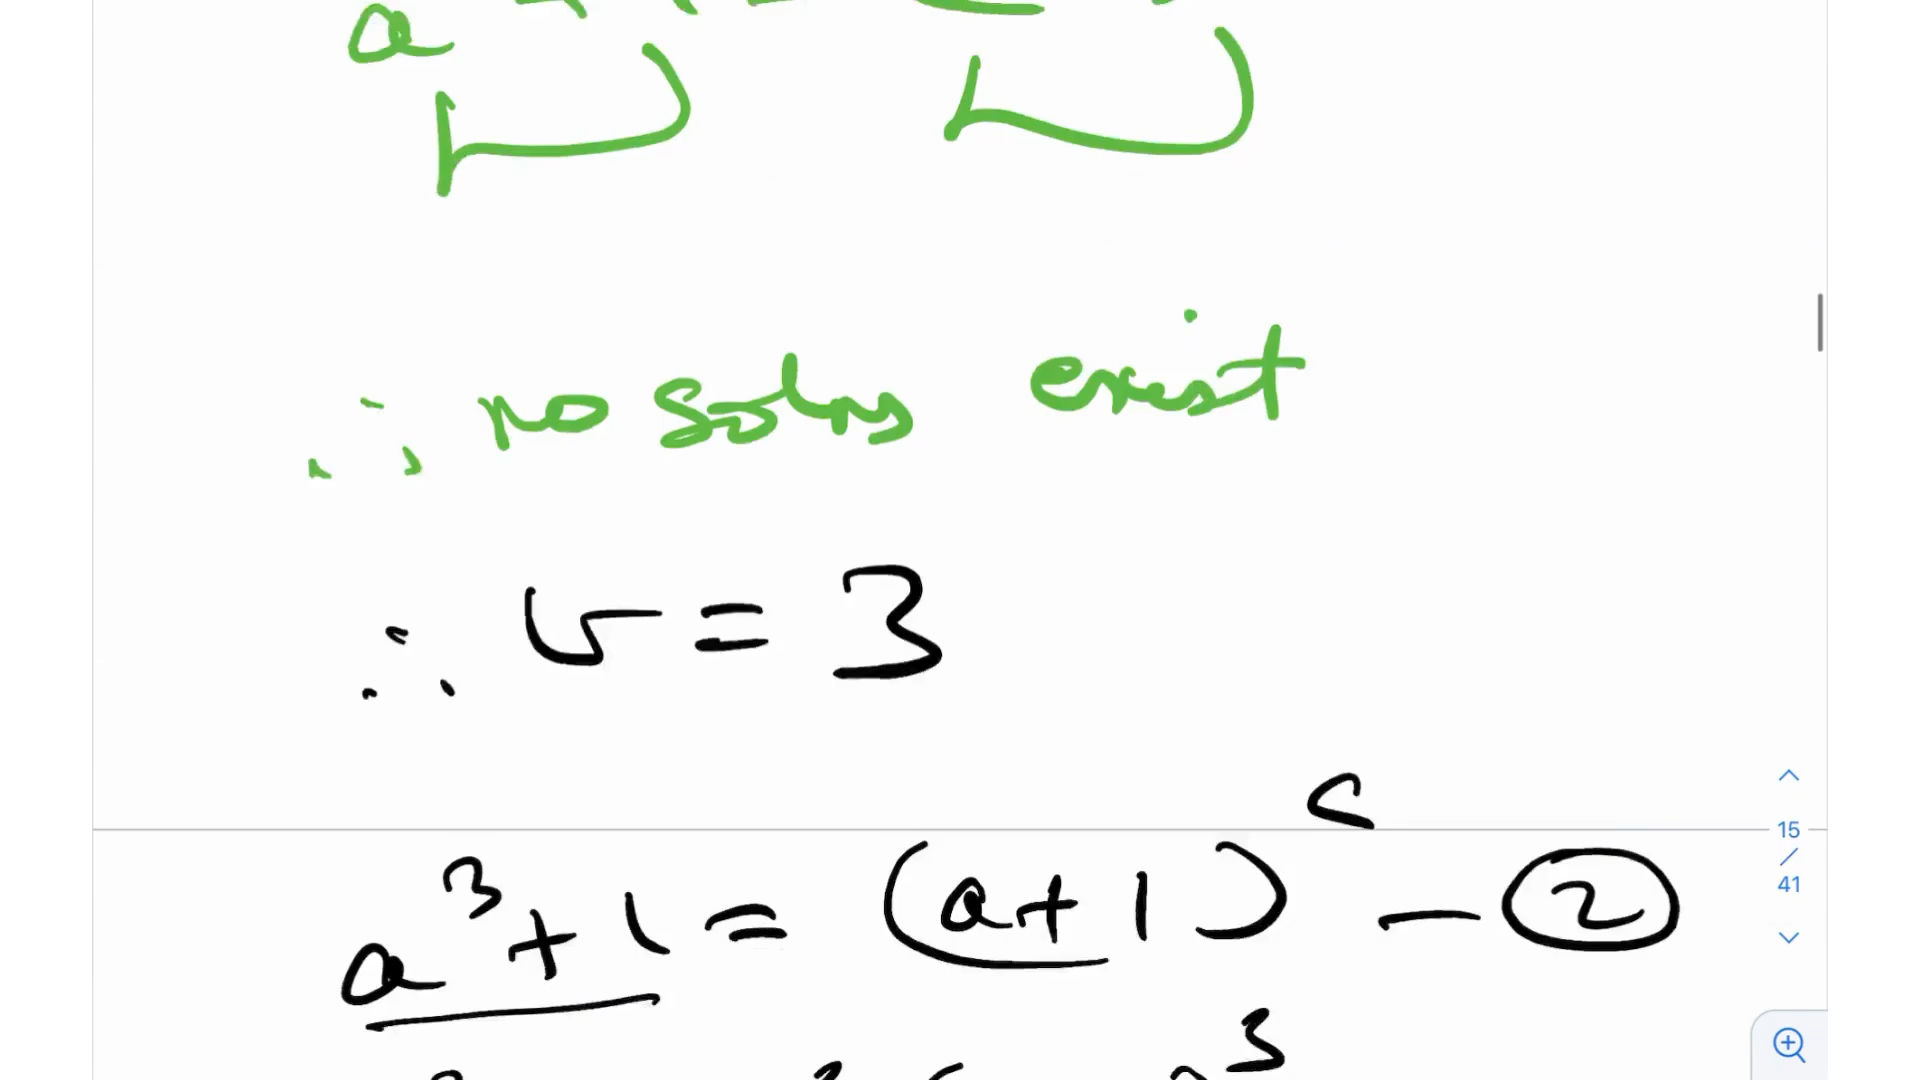 a
∴ no solns exist
∴ b = 3
a³ + 1 = (a + 1)^c — ②
15
/
41